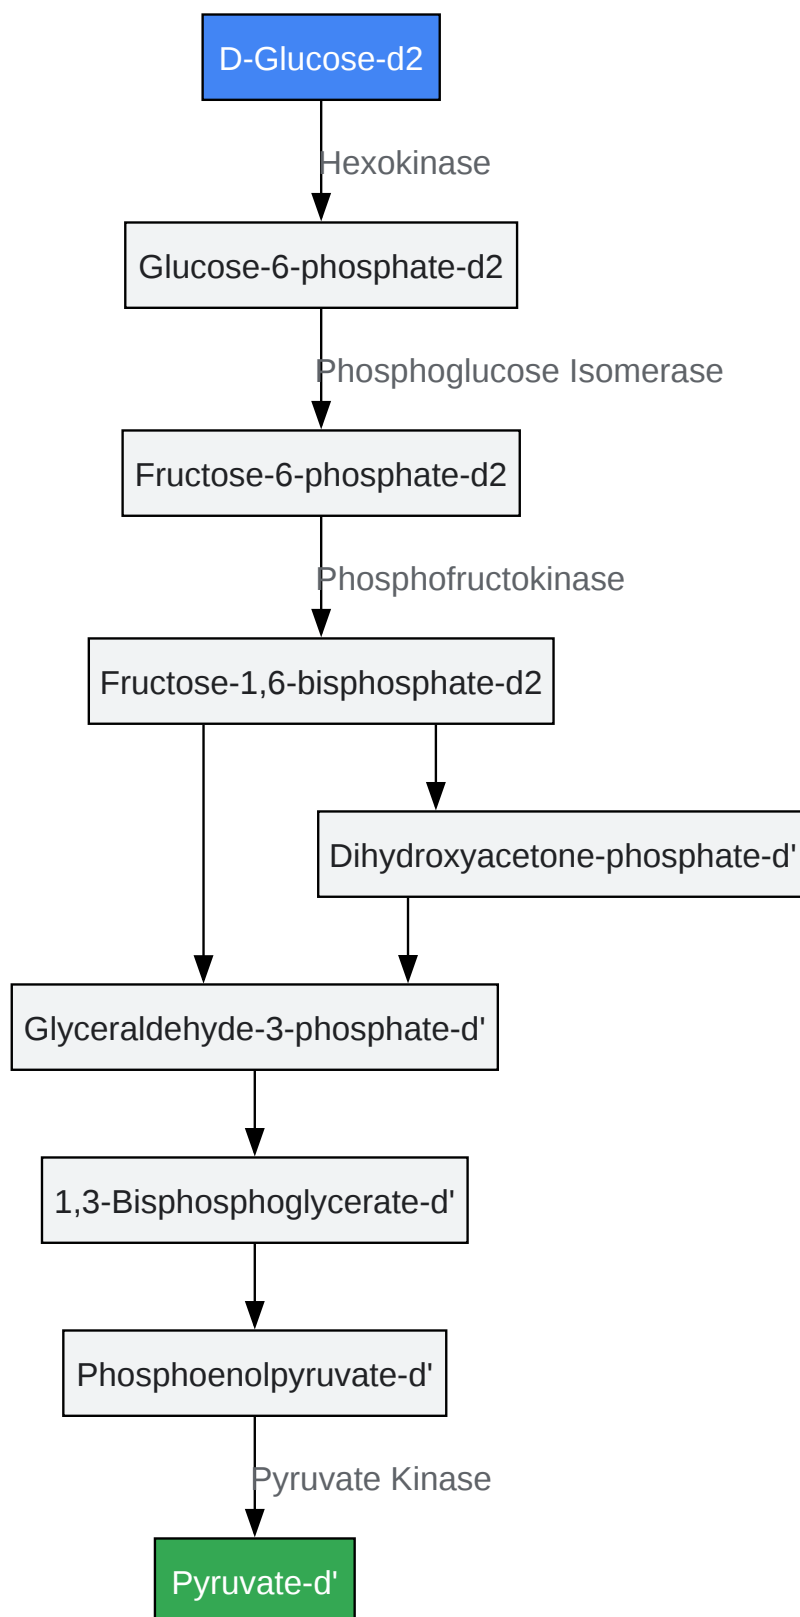 D-Glucose-d2
Hexokinase
Glucose-6-phosphate-d2
Phosphoglucose Isomerase
Fructose-6-phosphate-d2
Phosphofructokinase
Fructose-1,6-bisphosphate-d2
Dihydroxyacetone-phosphate-d'
Glyceraldehyde-3-phosphate-d'
1,3-Bisphosphoglycerate-d'
Phosphoenolpyruvate-d'
Pyruvate Kinase
Pyruvate-d'